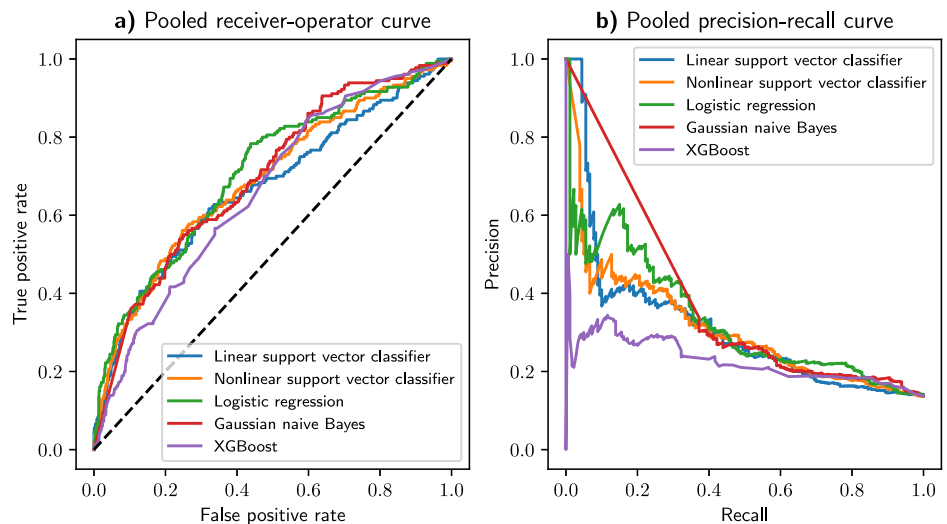 a) Pooled receiver-operator curve
1.0
0.8
0.6
0.4
0.2
0.0
True positive rate
0.0 0.2 0.4 0.6 0.8 1.0
False positive rate
Linear support vector classifier
Nonlinear support vector classifier
Logistic regression
Gaussian naive Bayes
XGBoost
b) Pooled precision-recall curve
1.0
0.8
0.6
0.4
0.2
0.0
Precision
0.0 0.2 0.4 0.6 0.8 1.0
Recall
Linear support vector classifier
Nonlinear support vector classifier
Logistic regression
Gaussian naive Bayes
XGBoost